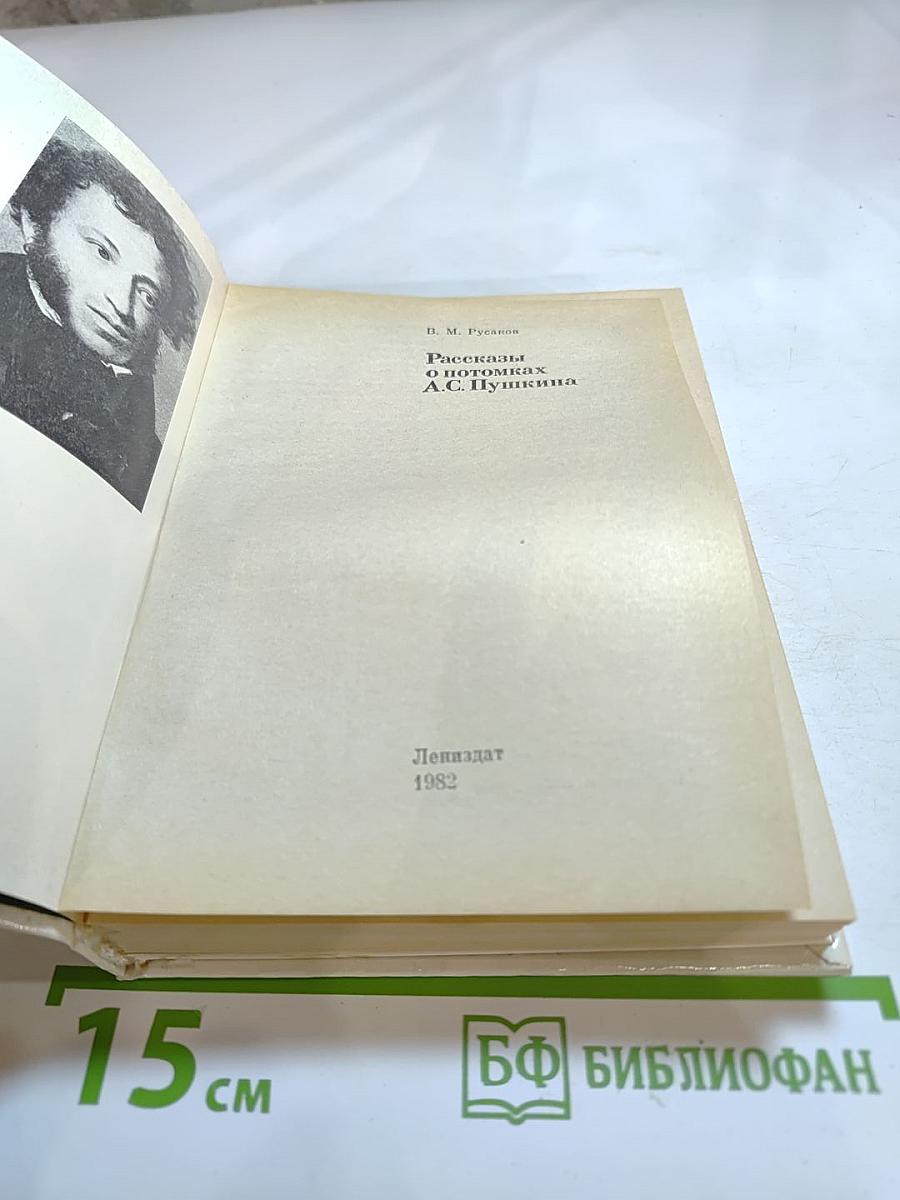 В. М. Русаков
Рассказы
о потомках
А.С. Пушкина
Лениздат
1982
15 см
БФ БИБЛИОФАН